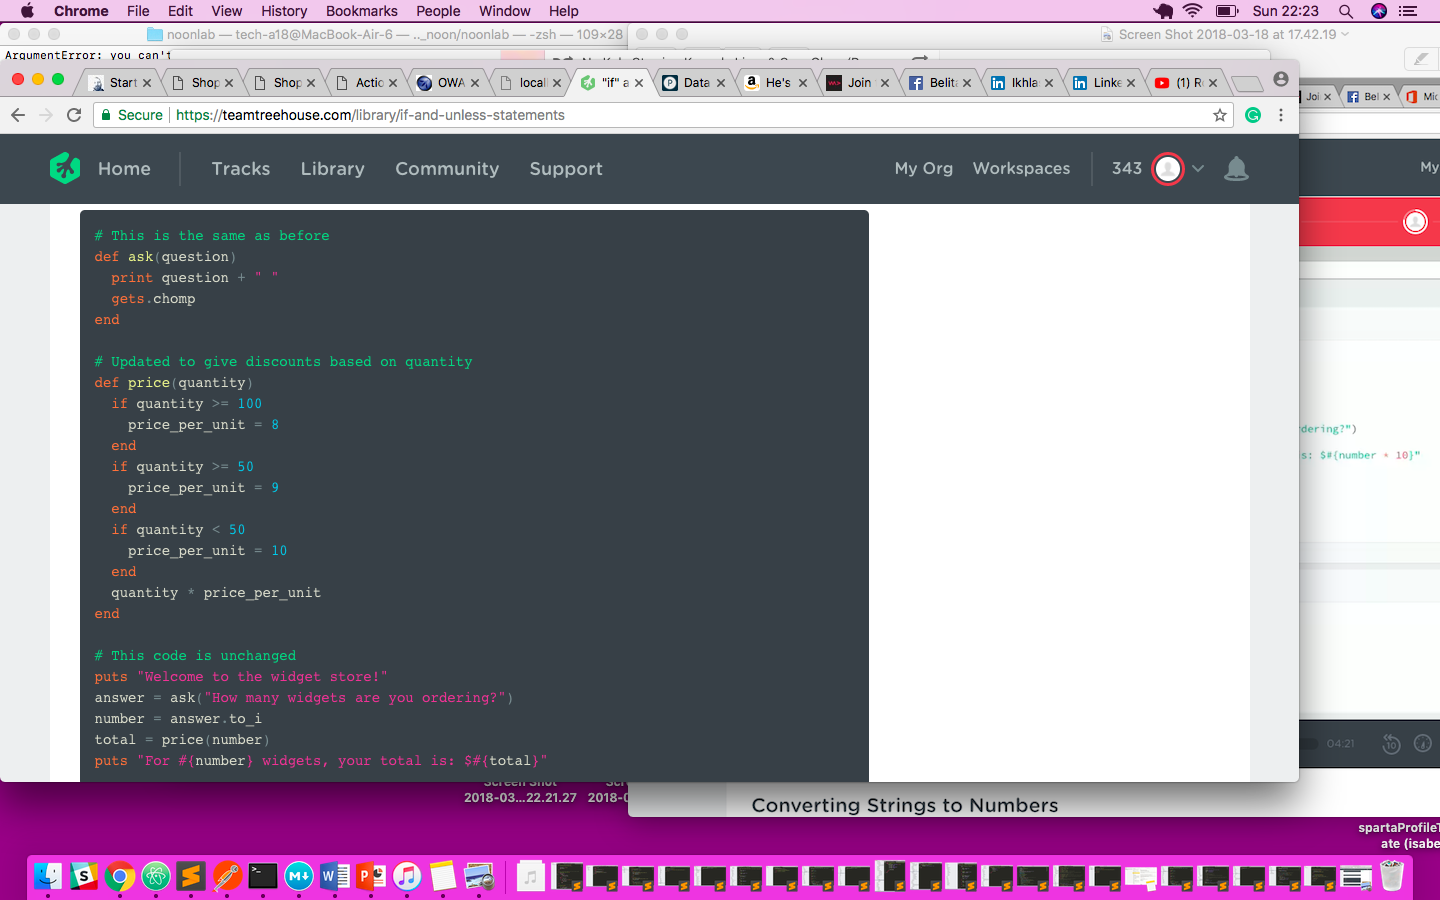 Chrome File Edit View History Bookmarks People Window Help Sun 22:23
noonlab — tech-a18@MacBook-Air-6 — .._noon/noonlab — -zsh — 109×28
Screen Shot 2018-03-18 at 17.42.19
ArgumentError: you can't
Start Shop Shop Actio OWA locall "if" a Data He's Join Belita Ikhla Linke (1) R
Joi Bel Mic
Secure https://teamtreehouse.com/library/if-and-unless-statements
Home Tracks Library Community Support My Org Workspaces 343
My
# This is the same as before
def ask(question)
print question + " "
gets.chomp
end
# Updated to give discounts based on quantity
def price(quantity)
if quantity >= 100
price_per_unit = 8
end
if quantity >= 50
price_per_unit = 9
end
if quantity < 50
price_per_unit = 10
end
quantity * price_per_unit
end
# This code is unchanged
puts "Welcome to the widget store!"
answer = ask("How many widgets are you ordering?")
number = answer.to_i
total = price(number)
puts "For #{number} widgets, your total is: $#{total}"
dering?")
s: $#{number * 10}"
04:21
10
Screen Shot
2018-03...22.21.27 2018-0
Converting Strings to Numbers
spartaProfileT
ate (isabe